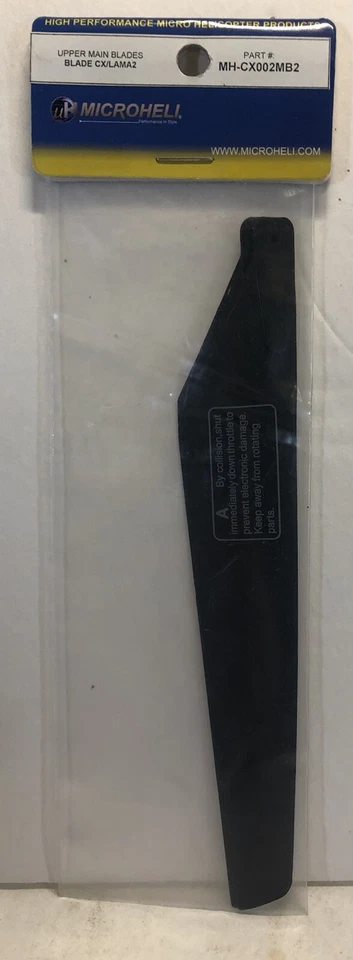 HIGH PERFORMANCE MICRO HELICOPTER PRODUCTS
UPPER MAIN BLADES
BLADE CX/LAMA2
PART #:
MH-CX002MB2
MICROHELI.
Performance In Style
WWW.MICROHELI.COM
A
By collision,shut
immediately down throttle to
prevent electronic damage.
Keep away from rotating
parts.